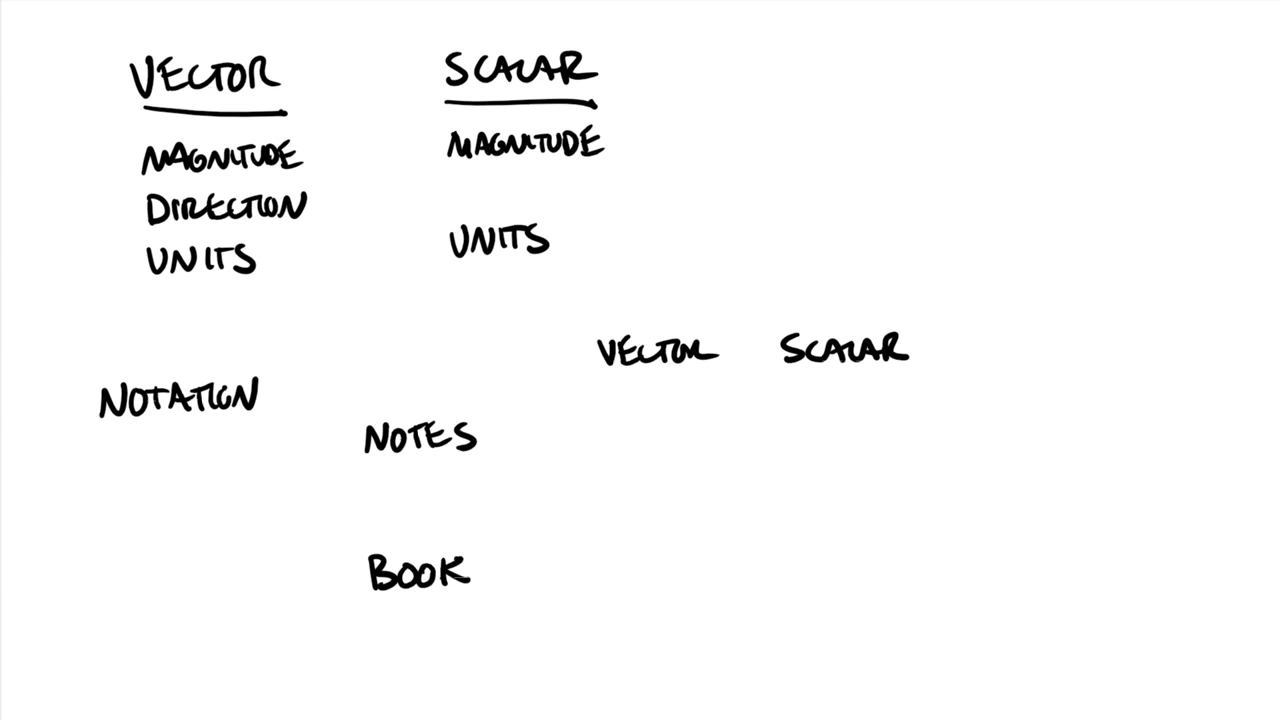 VECTOR SCALAR
MAGNITUDE MAGNITUDE
DIRECTION
UNITS UNITS
VECTOR SCALAR
NOTATION
NOTES
BOOK